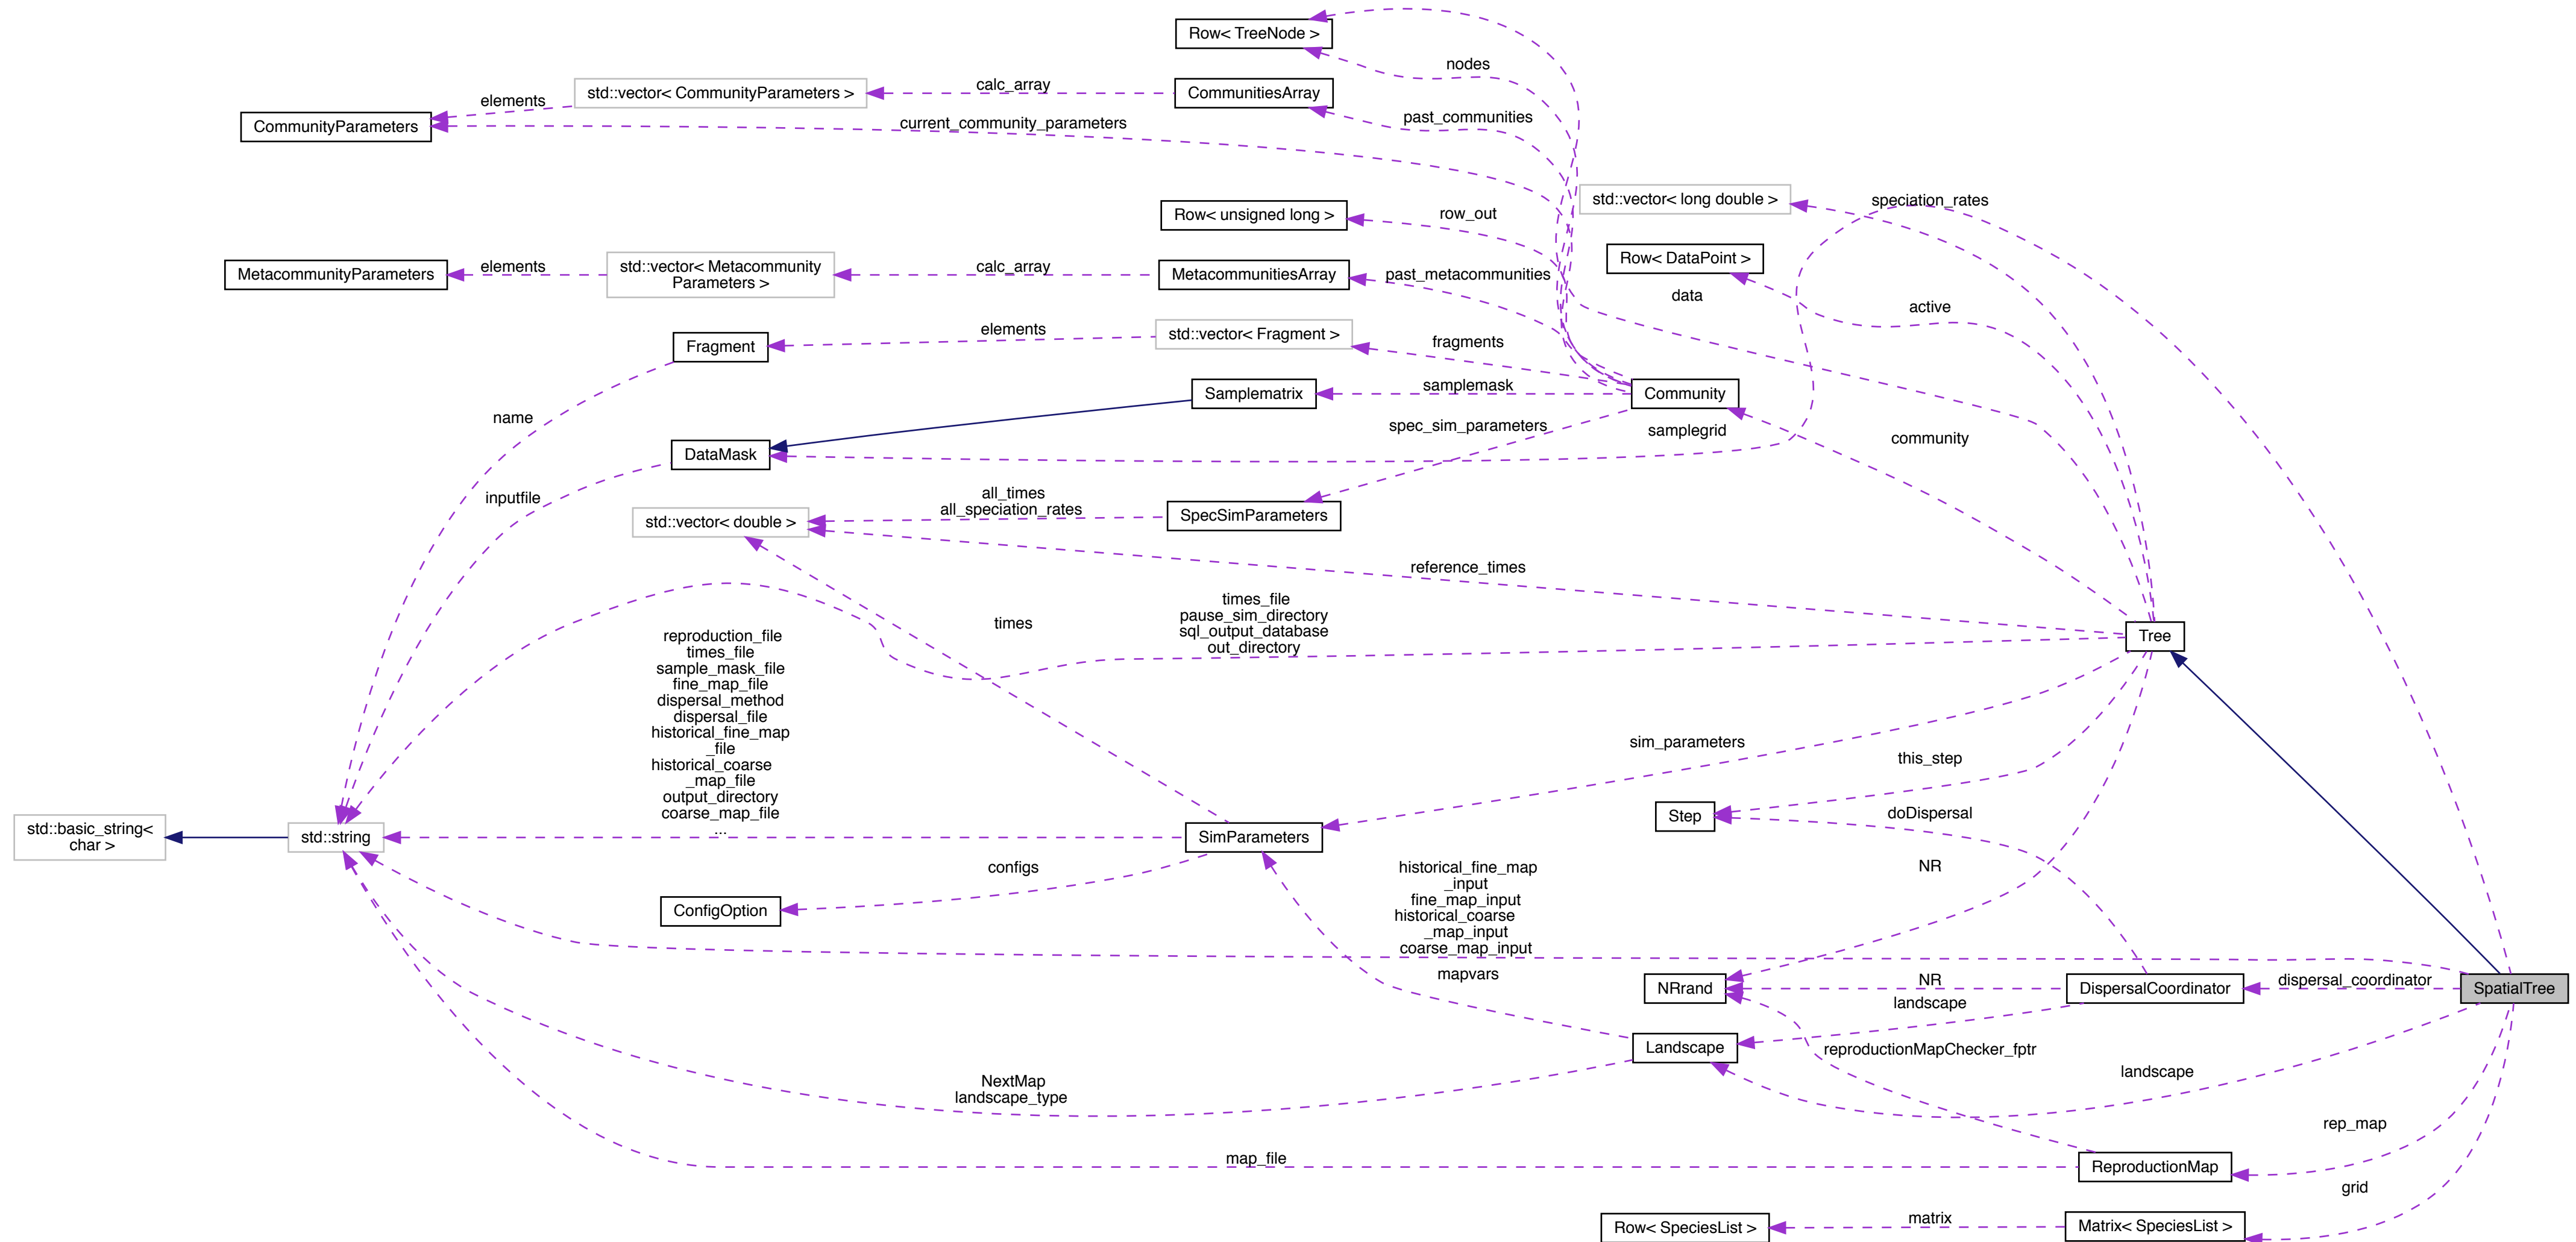 Row< TreeNode >
nodes
std::vector< CommunityParameters >
calc_array
CommunitiesArray
elements
CommunityParameters
current_community_parameters
past_communities
std::vector< long double >
speciation_rates
Row< unsigned long >
row_out
Row< DataPoint >
MetacommunityParameters
elements
std::vector< Metacommunity
Parameters >
calc_array
MetacommunitiesArray
past_metacommunities
data
active
Fragment
elements
std::vector< Fragment >
fragments
Samplematrix
samplemask
Community
name
spec_sim_parameters
samplegrid
community
DataMask
inputfile
std::vector< double >
all_times
all_speciation_rates
SpecSimParameters
reference_times
times
times_file
pause_sim_directory
sql_output_database
out_directory
Tree
reproduction_file
times_file
sample_mask_file
fine_map_file
dispersal_method
dispersal_file
historical_fine_map
_file
historical_coarse
_map_file
output_directory
coarse_map_file
...
sim_parameters
this_step
Step
doDispersal
std::basic_string<
char >
std::string
SimParameters
configs
ConfigOption
historical_fine_map
_input
fine_map_input
historical_coarse
_map_input
coarse_map_input
NR
mapvars
NRrand
NR
DispersalCoordinator
dispersal_coordinator
SpatialTree
landscape
Landscape
reproductionMapChecker_fptr
landscape
NextMap
landscape_type
rep_map
map_file
ReproductionMap
grid
Row< SpeciesList >
matrix
Matrix< SpeciesList >